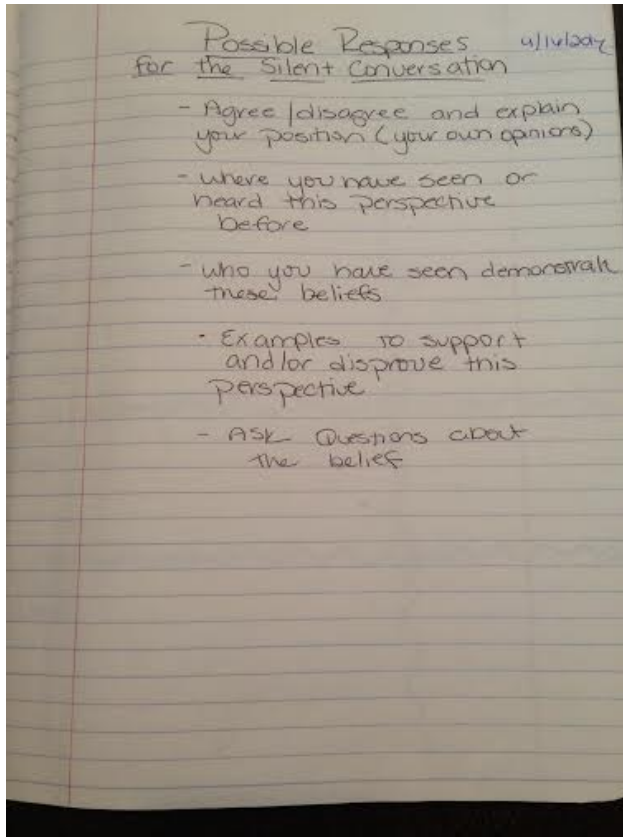 Possible Responses
for the Silent Conversation
- Agree/disagree and explain
your position (your own opinions)
- where you have seen or
heard this perspective
before
- who you have seen demonstrate
these beliefs
- Examples to support
and/or disprove this
perspective
- Ask Questions about
the belief